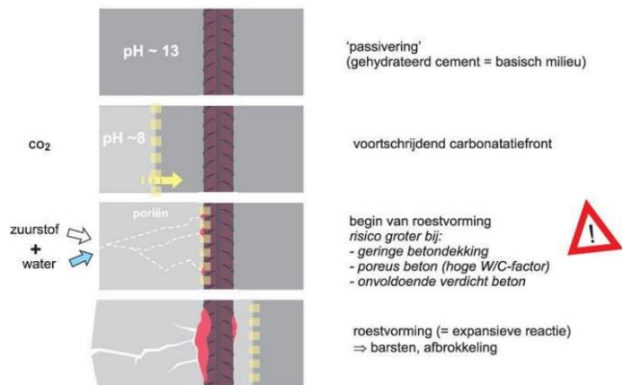 pH ~ 13
'passivering'
(gehydrateerd cement = basisch milieu)
CO₂
pH ~8
voortschrijdend carbonatatiefront
zuurstof
+
water
poriën
begin van roestvorming
risico groter bij:
- geringe betondekking
- poreus beton (hoge W/C-factor)
- onvoldoende verdicht beton
!
roestvorming (= expansieve reactie)
⇒ barsten, afbrokkeling